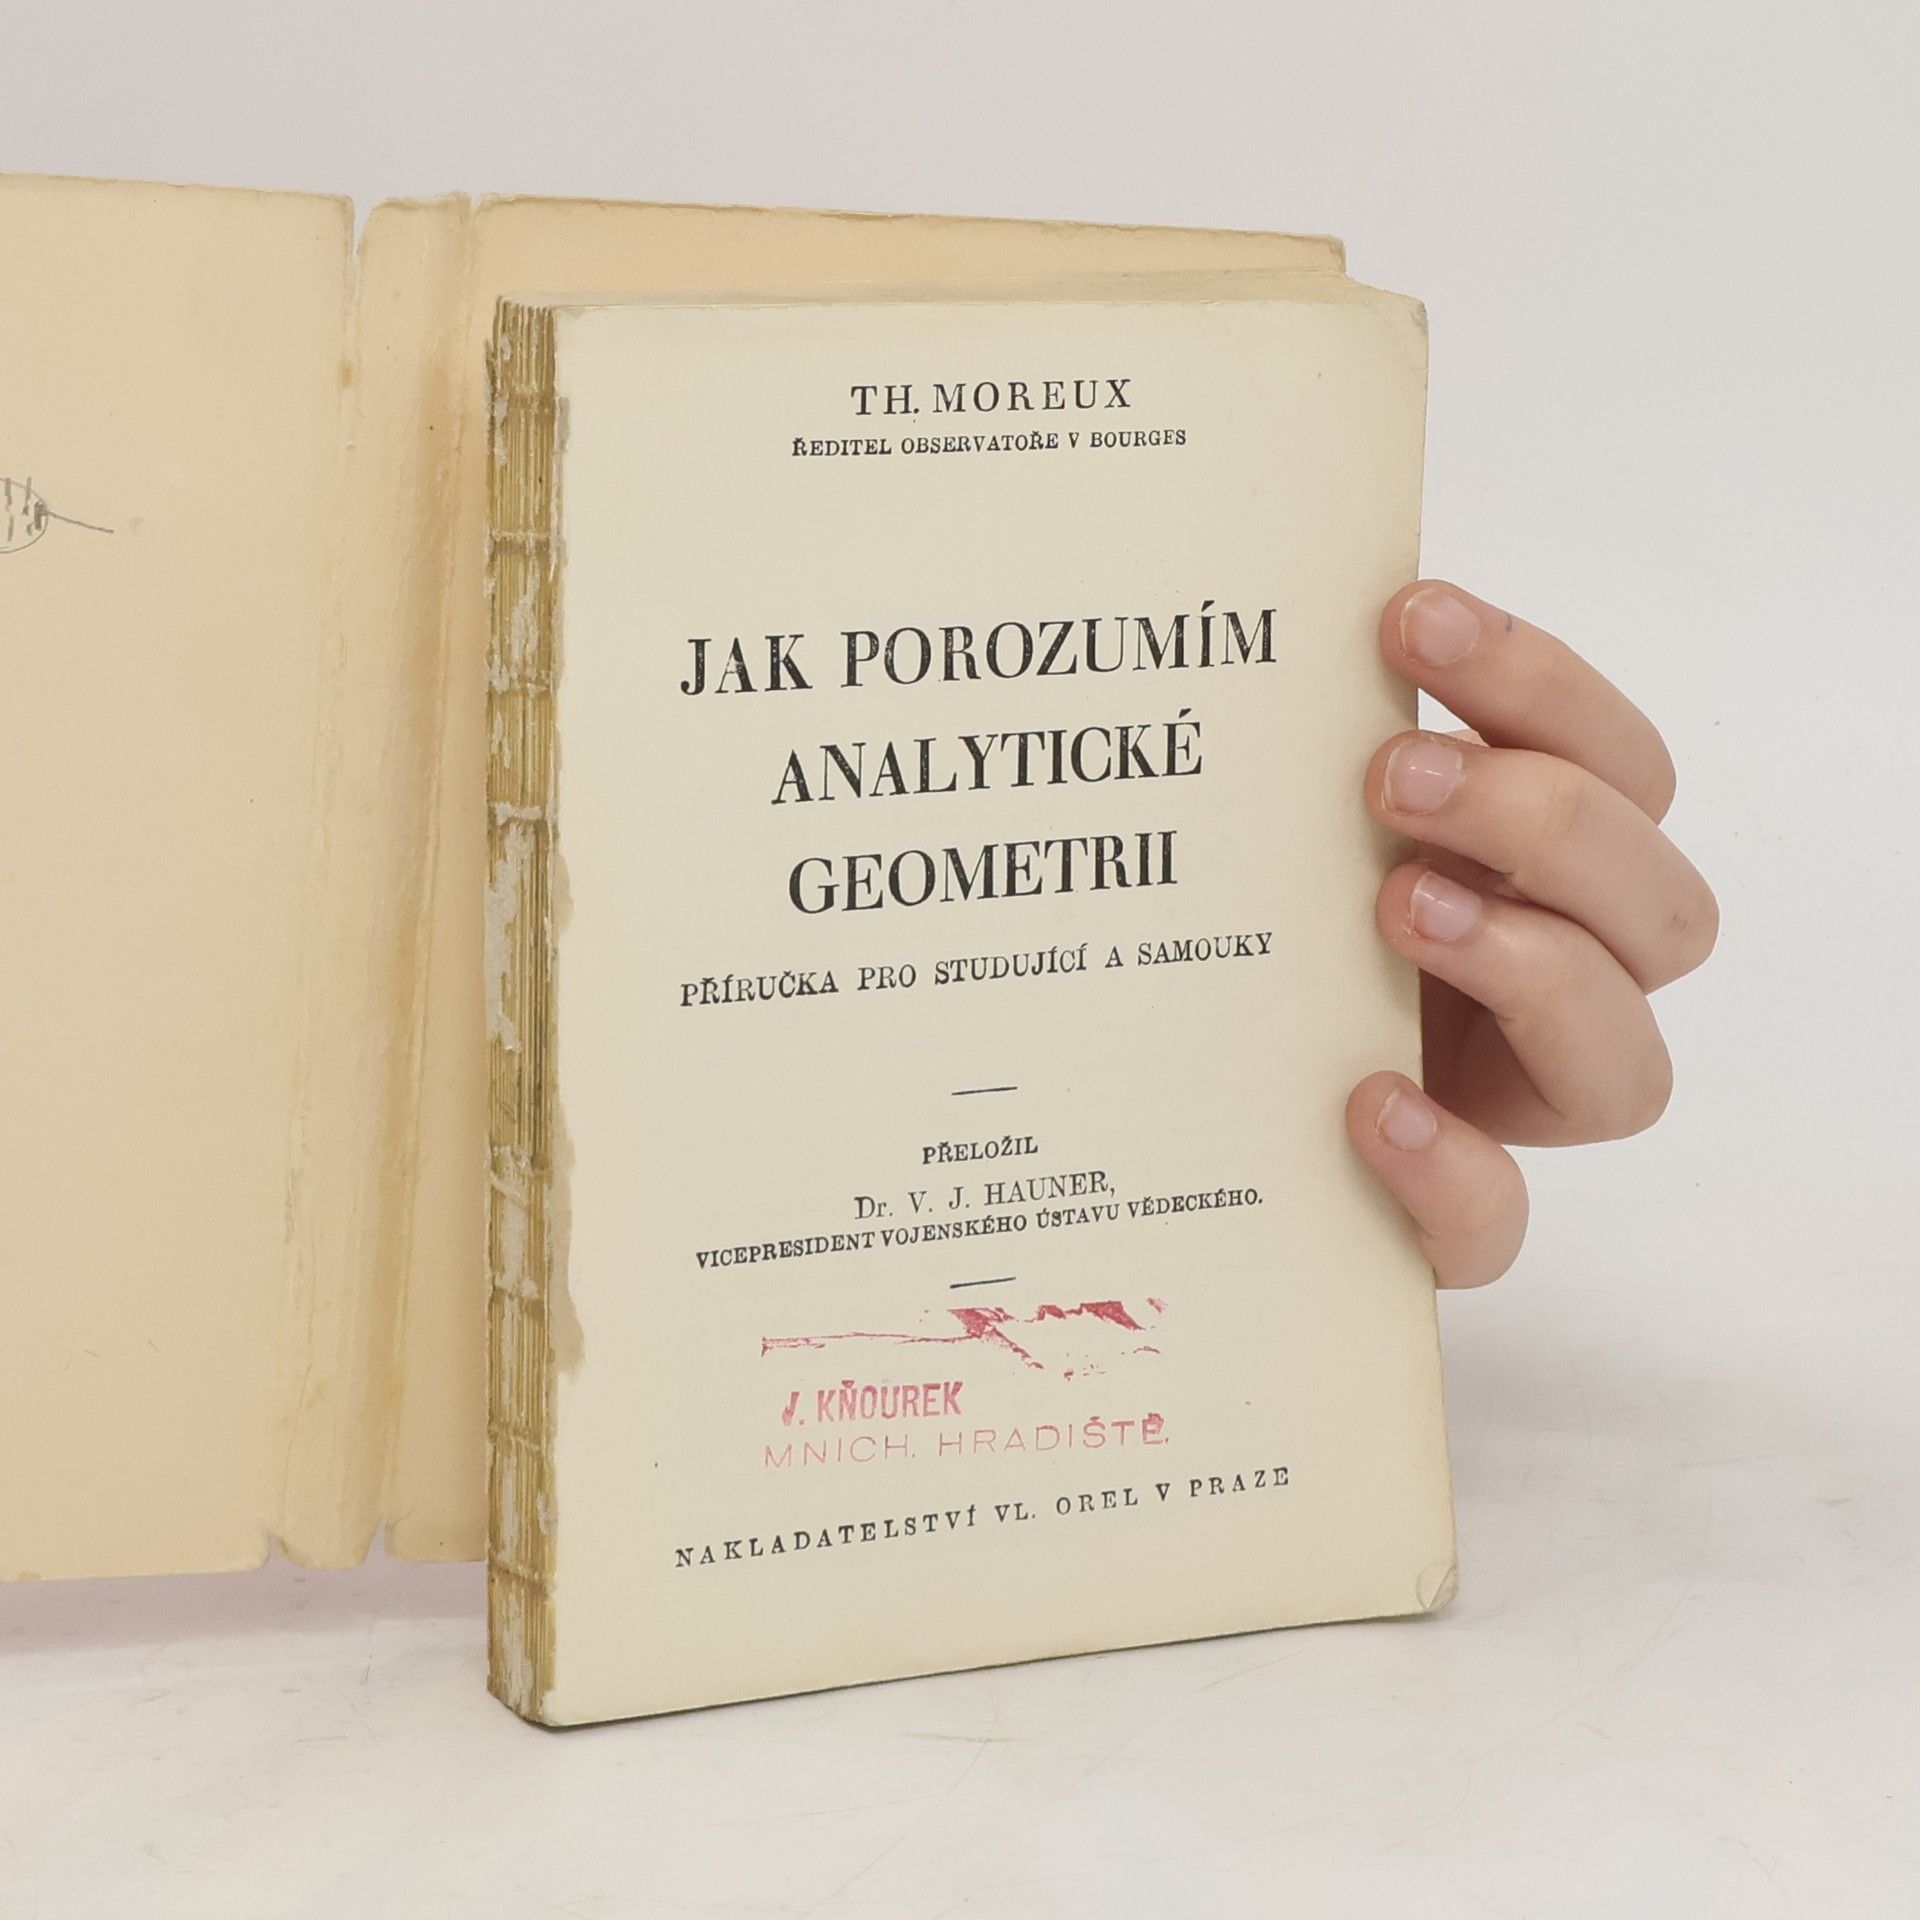 TH. MOREUX
ŘEDITEL OBSERVATOŘE V BOURGES
JAK POROZUMÍM
ANALYTICKÉ
GEOMETRII
PŘÍRUČKA PRO STUDUJÍCÍ A SAMOUKY
PŘELOŽIL
Dr. V. J. HAUNER,
VICEPRESIDENT VOJENSKÉHO ÚSTAVU VĚDECKÉHO.
J. KŇOUREK
MNICH. HRADIŠTĚ.
NAKLADATELSTVÍ VL. OREL V PRAZE